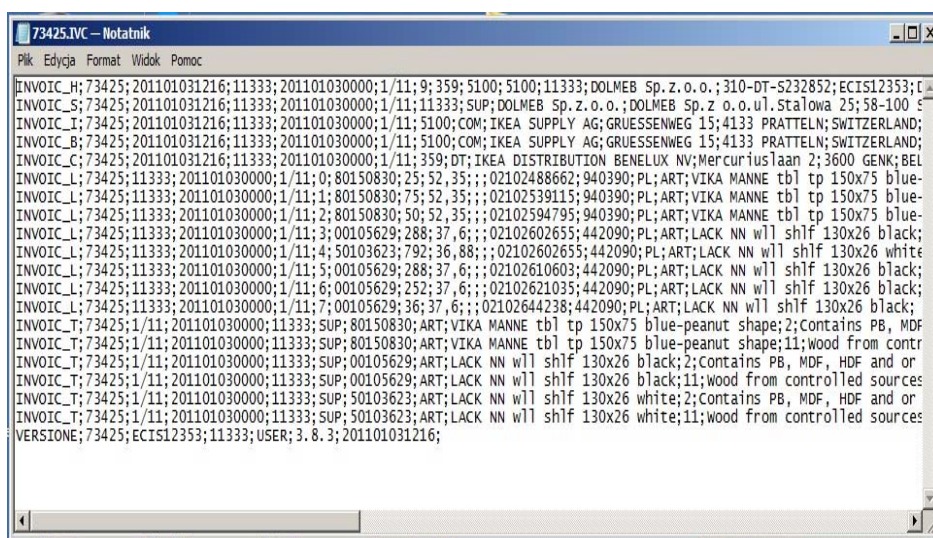 73425.IVC — Notatnik
Plik Edycja Format Widok Pomoc
INVOIC_H;73425;201101031216;11333;201101030000;1/11;9;359;5100;5100;11333;DOLMEB Sp.z.o.o.;310-DT-S232852;ECIS12353;
INVOIC_S;73425;201101031216;11333;201101030000;1/11;11333;SUP;DOLMEB Sp.z.o.o.;DOLMEB Sp.z o.o.ul.Stalowa 25;58-100
INVOIC_I;73425;201101031216;11333;201101030000;1/11;5100;COM;IKEA SUPPLY AG;GRUESSENWEG 15;4133 PRATTELN;SWITZERLAND;
INVOIC_B;73425;201101031216;11333;201101030000;1/11;5100;COM;IKEA SUPPLY AG;GRUESSENWEG 15;4133 PRATTELN;SWITZERLAND;
INVOIC_C;73425;201101031216;11333;201101030000;1/11;359;DT;IKEA DISTRIBUTION BENELUX NV;Mercuriuslaan 2;3600 GENK;BEL
INVOIC_L;73425;11333;201101030000;1/11;0;80150830;25;52,35;;;02102488662;940390;PL;ART;VIKA MANNE tbl tp 150x75 blue-
INVOIC_L;73425;11333;201101030000;1/11;1;80150830;75;52,35;;;02102539115;940390;PL;ART;VIKA MANNE tbl tp 150x75 blue-
INVOIC_L;73425;11333;201101030000;1/11;2;80150830;50;52,35;;;02102594795;940390;PL;ART;VIKA MANNE tbl tp 150x75 blue-
INVOIC_L;73425;11333;201101030000;1/11;3;00105629;288;37,6;;;02102602655;442090;PL;ART;LACK NN wll shlf 130x26 black;
INVOIC_L;73425;11333;201101030000;1/11;4;50103623;792;36,88;;;02102602655;442090;PL;ART;LACK NN wll shlf 130x26 white
INVOIC_L;73425;11333;201101030000;1/11;5;00105629;288;37,6;;;02102610603;442090;PL;ART;LACK NN wll shlf 130x26 black;
INVOIC_L;73425;11333;201101030000;1/11;6;00105629;252;37,6;;;02102621035;442090;PL;ART;LACK NN wll shlf 130x26 black;
INVOIC_L;73425;11333;201101030000;1/11;7;00105629;36;37,6;;;02102644238;442090;PL;ART;LACK NN wll shlf 130x26 black;
INVOIC_T;73425;1/11;201101030000;11333;SUP;80150830;ART;VIKA MANNE tbl tp 150x75 blue-peanut shape;2;Contains PB, MDF
INVOIC_T;73425;1/11;201101030000;11333;SUP;80150830;ART;VIKA MANNE tbl tp 150x75 blue-peanut shape;11;Wood from contr
INVOIC_T;73425;1/11;201101030000;11333;SUP;00105629;ART;LACK NN wll shlf 130x26 black;2;Contains PB, MDF, HDF and or
INVOIC_T;73425;1/11;201101030000;11333;SUP;00105629;ART;LACK NN wll shlf 130x26 black;11;Wood from controlled sources
INVOIC_T;73425;1/11;201101030000;11333;SUP;50103623;ART;LACK NN wll shlf 130x26 white;2;Contains PB, MDF, HDF and or
INVOIC_T;73425;1/11;201101030000;11333;SUP;50103623;ART;LACK NN wll shlf 130x26 white;11;Wood from controlled sources
VERSIONE;73425;ECIS12353;11333;USER;3.8.3;201101031216;